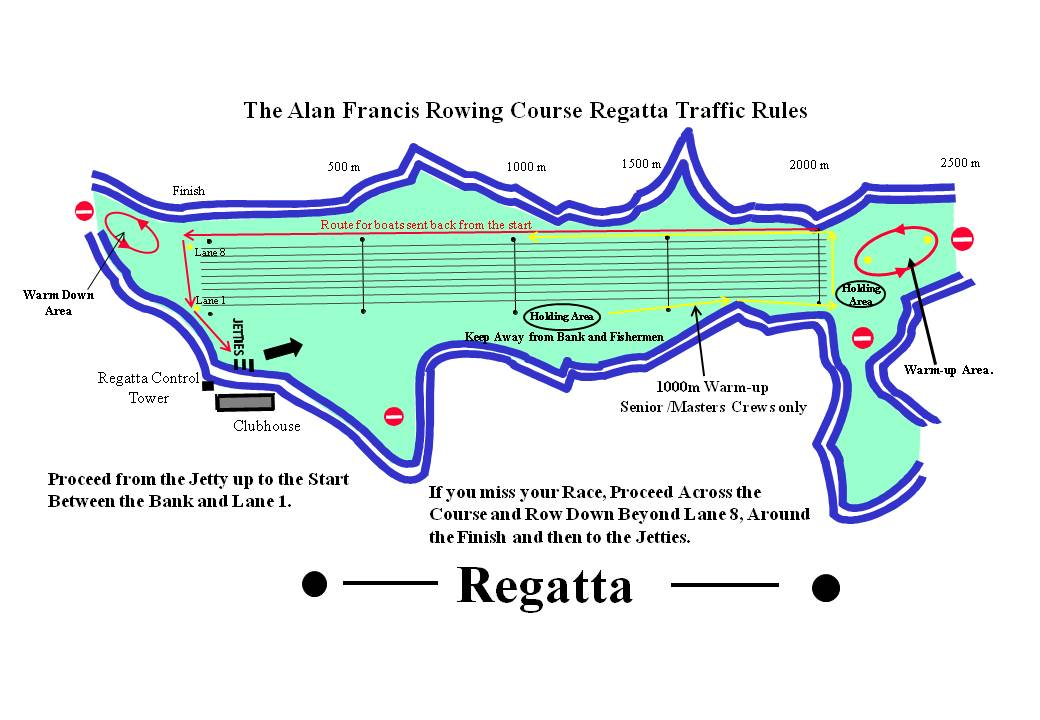 The Alan Francis Rowing Course Regatta Traffic Rules
500 m
1000 m
1500 m
2000 m
2500 m
Finish
Route for boats sent back from the start
Lane 8
Lane 1
Warm Down
Area
Holding
Area
Holding Area
Keep Away from Bank and Fishermen
JETTIES
Warm-up Area.
Regatta Control
Tower
1000m Warm-up
Senior /Masters Crews only
Clubhouse
Proceed from the Jetty up to the Start
Between the Bank and Lane 1.
If you miss your Race, Proceed Across the
Course and Row Down Beyond Lane 8, Around
the Finish and then to the Jetties.
Regatta